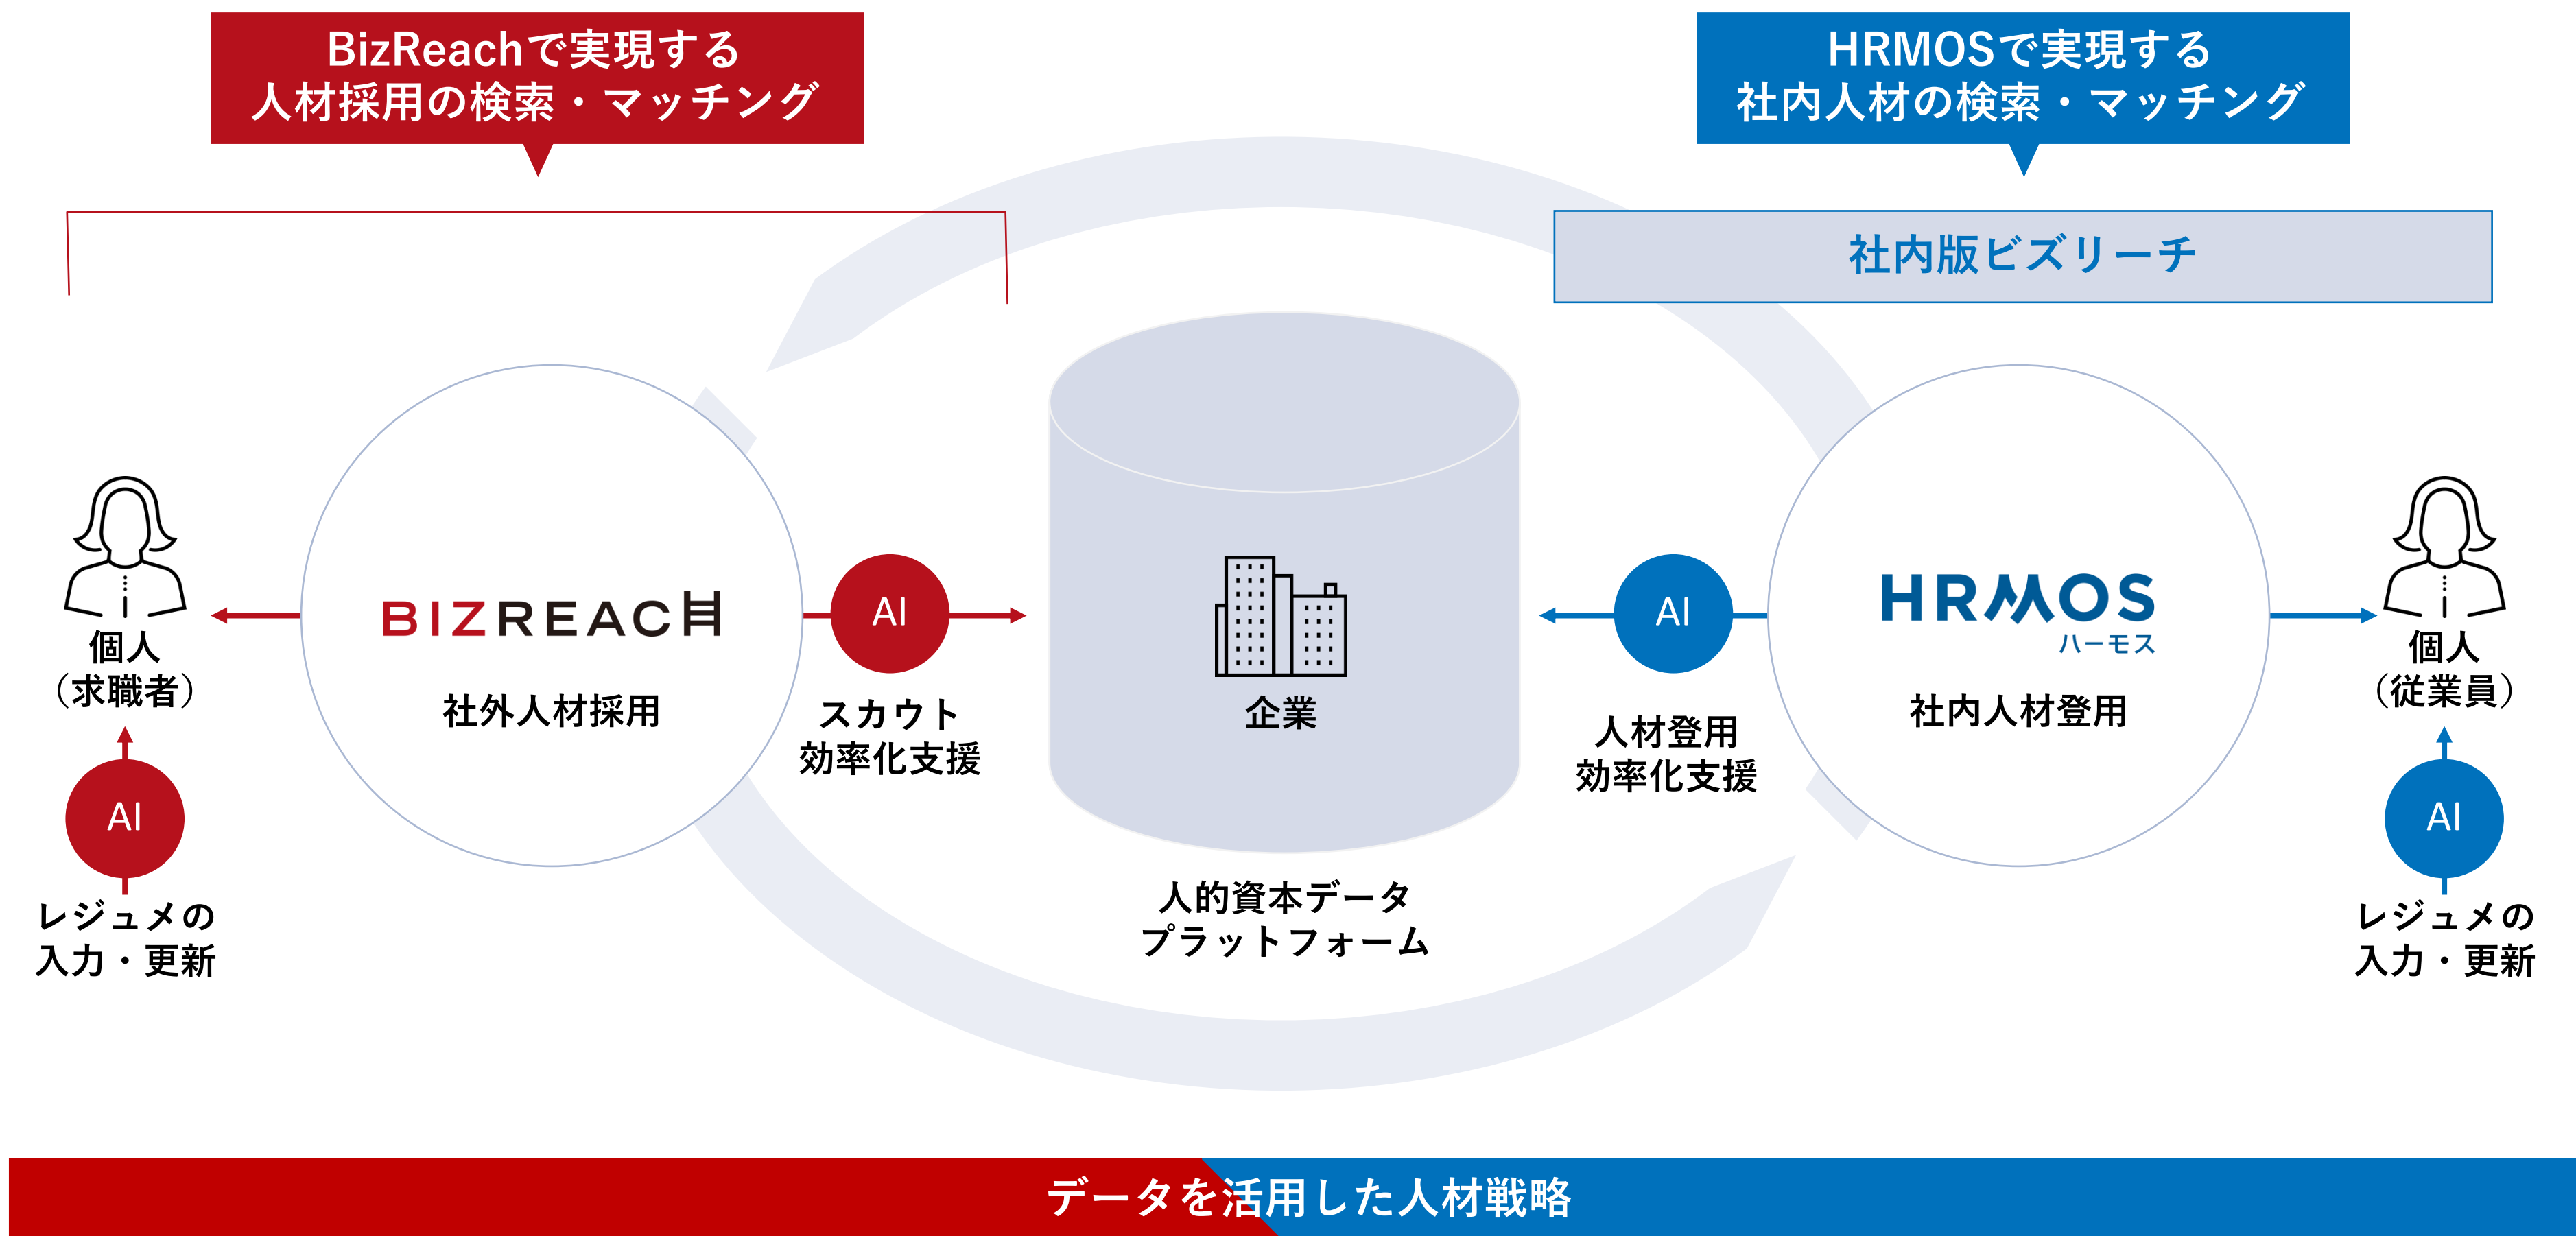 BizReachで実現する
人材採用の検索・マッチング
HRMOSで実現する
社内人材の検索・マッチング
社内版ビズリーチ
個人
（求職者）
AI
レジュメの
入力・更新
BIZREACH
社外人材採用
AI
スカウト
効率化支援
企業
人的資本データ
プラットフォーム
AI
人材登用
効率化支援
HRMOS
ハーモス
社内人材登用
個人
（従業員）
AI
レジュメの
入力・更新
データを活用した人材戦略